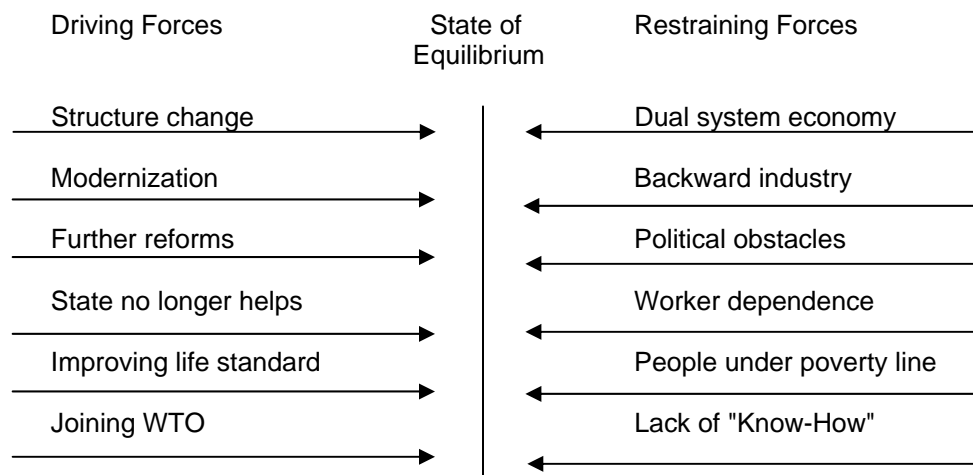 Driving Forces
State of
Equilibrium
Restraining Forces
Structure change
Dual system economy
Modernization
Backward industry
Further reforms
Political obstacles
State no longer helps
Worker dependence
Improving life standard
People under poverty line
Joining WTO
Lack of "Know-How"